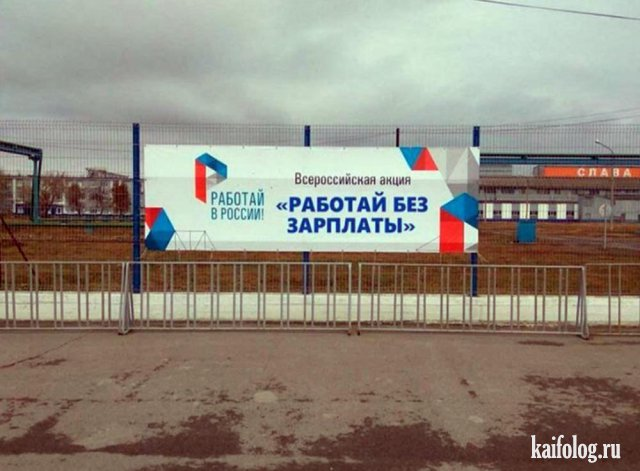 Всероссийская акция
РАБОТАЙ
В РОССИИ!
«РАБОТАЙ БЕЗ
ЗАРПЛАТЫ»
СЛАВА
kaifolog.ru